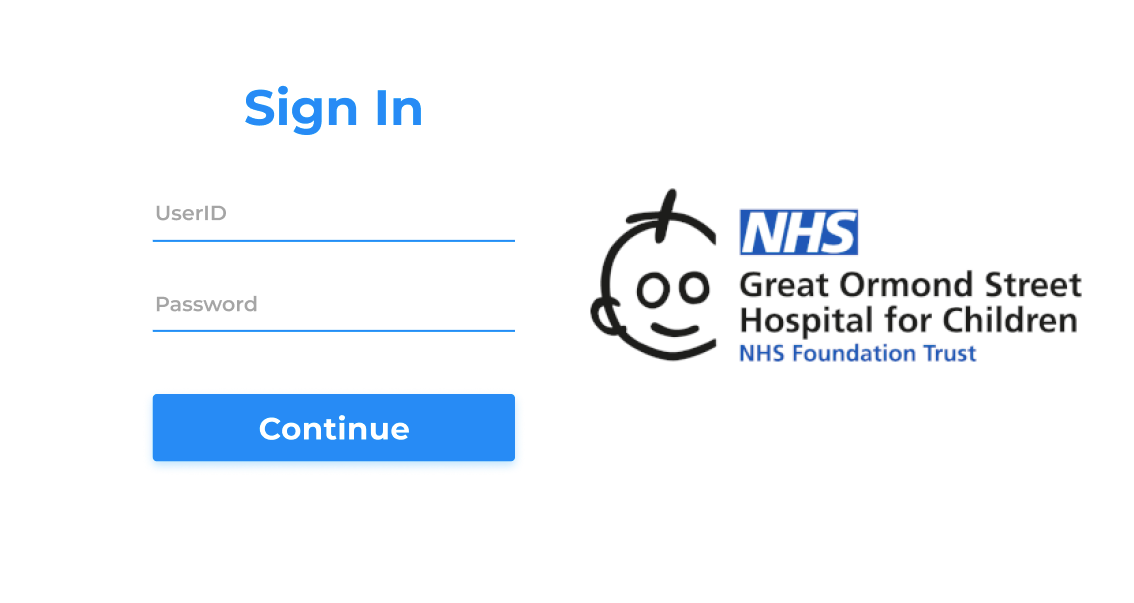 Sign In
UserID
Password
Continue
NHS
Great Ormond Street
Hospital for Children
NHS Foundation Trust